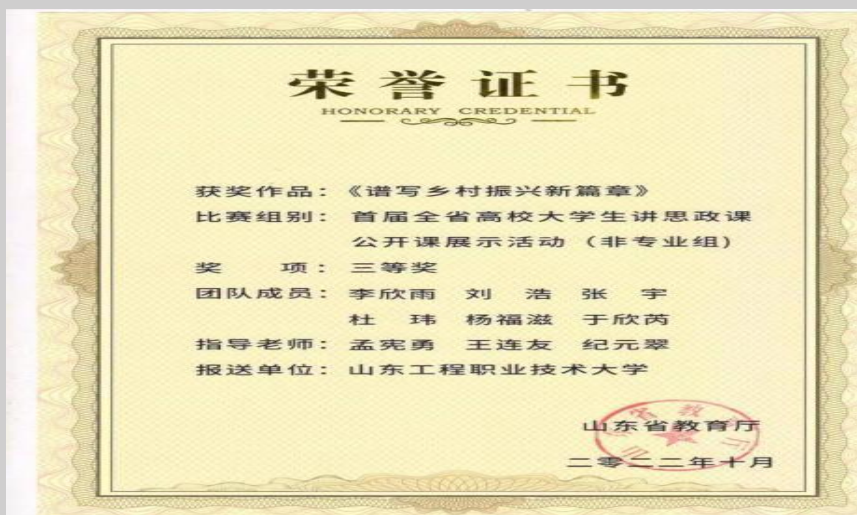 荣誉证书
HONORARY CREDENTIAL
获奖作品：《谱写乡村振兴新篇章》
比赛组别：首届全省高校大学生讲思政课
公开课展示活动（非专业组）
奖 项：三等奖
团队成员：李欣雨 刘 浩 张 宇
杜 玮 杨福滋 于欣芮
指导老师：孟宪勇 王连友 纪元翠
报送单位：山东工程职业技术大学
山东省教育厅
二零二二年十月